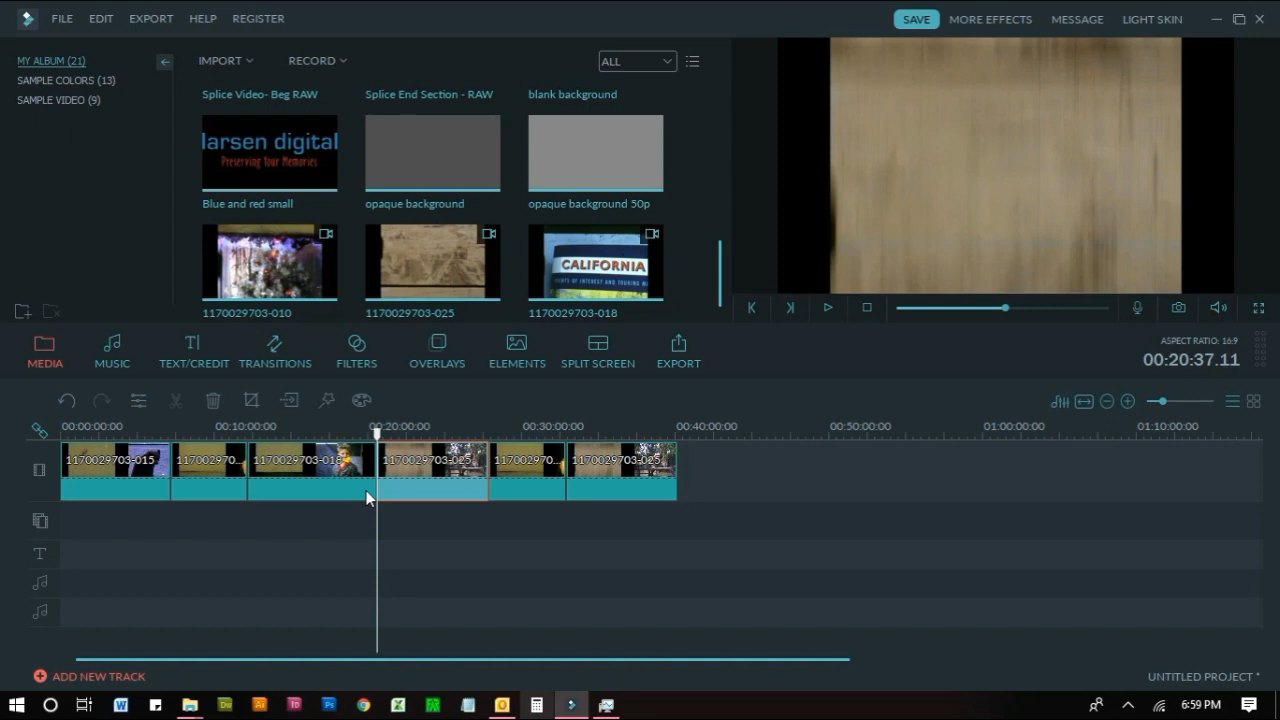 FILE EDIT EXPORT HELP REGISTER SAVE MORE EFFECTS MESSAGE LIGHT SKIN
MY ALBUM (21) IMPORT RECORD ALL
SAMPLE COLORS (13)
SAMPLE VIDEO (9)
Splice Video- Beg RAW Splice End Section - RAW blank background
larsen digital
Preserving Your Memories
Blue and red small opaque background opaque background 50p
CALIFORNIA
1170029703-010 1170029703-025 1170029703-018
MEDIA MUSIC TEXT/CREDIT TRANSITIONS FILTERS OVERLAYS ELEMENTS SPLIT SCREEN EXPORT
ASPECT RATIO: 16:9
00:20:37.11
00:00:00:00 00:10:00:00 00:20:00:00 00:30:00:00 00:40:00:00 00:50:00:00 01:00:00:00 01:10:00:00
1170029703-015 117002970... 1170029703-018 1170029703-025 117002970... 1170029703-025
T
ADD NEW TRACK UNTITLED PROJECT *
Du Ai Id Ps 6:59 PM